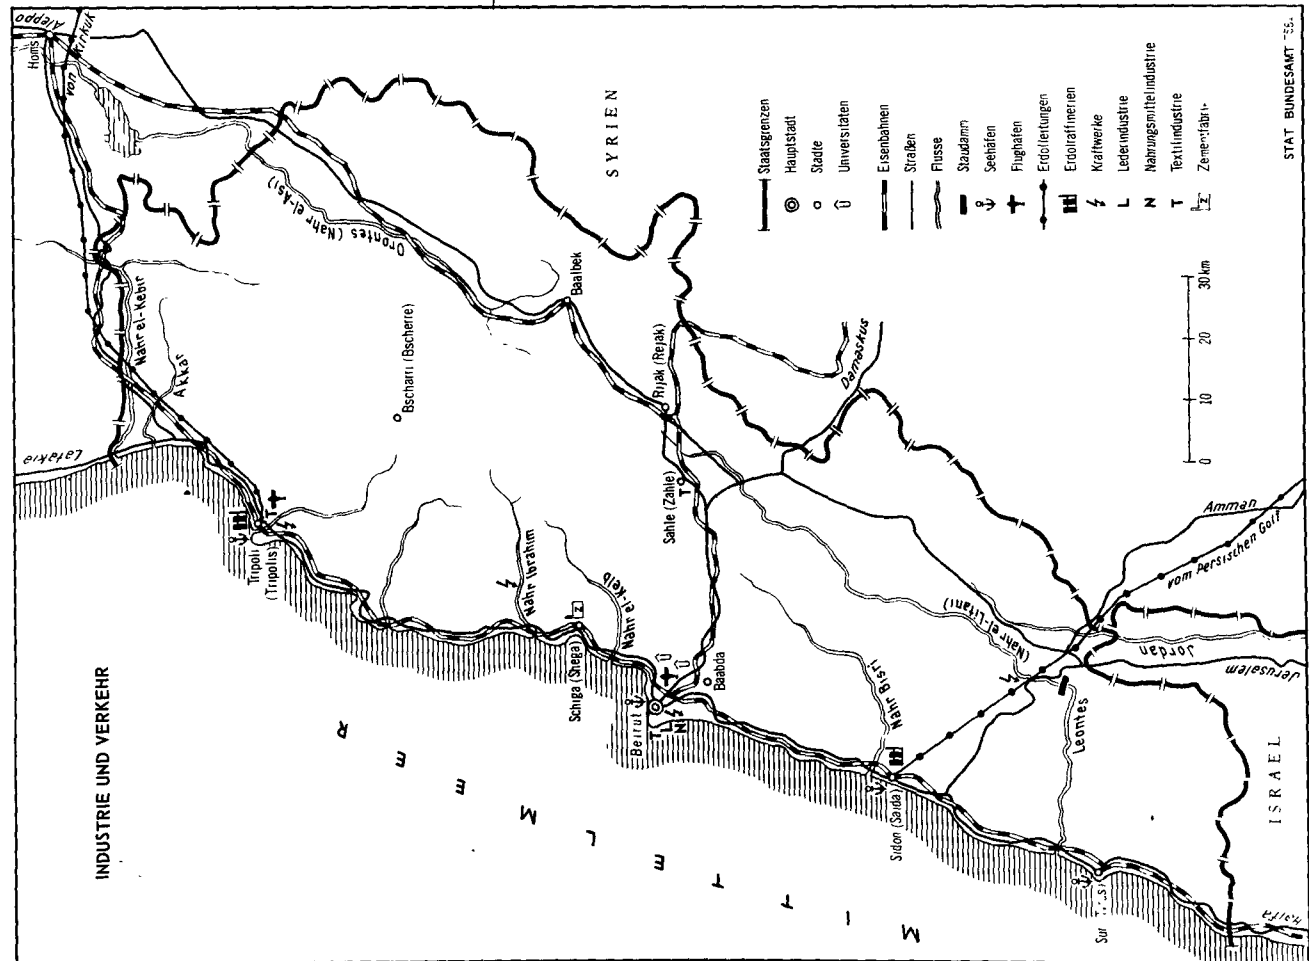 INDUSTRIE UND VERKEHR
Aleppo
Homs
von Kirkuk
Latakia
Nahr el-Kebir
Akkar
Orontes (Nahr el-Asi)
SYRIEN
Tripoli
(Tripolis)
T
Bscharri (Bscherre)
Baalbek
Nahr Ibrahim
Schiga (Shega)
Z
Nahr el-Kelb
Rijak (Rejak)
Sahle (Zahle)
T
Damaskus
Beirut
T
L
N
Baabda
MITTELMEER
Nahr Bisri
(Nahr el-Litani)
Sidon (Saida)
Leontes
Jordan
Jerusalem
Amman
vom Persischen Golf
Sur
ISRAEL
Haifa
Staatsgrenzen
Hauptstadt
Städte
Universitäten
Eisenbahnen
Straßen
Flüsse
Staudamm
Seehäfen
Flughäfen
Erdölleitungen
Erdölraffinerien
Kraftwerke
L Lederindustrie
N Nahrungsmittelindustrie
T Textilindustrie
Z Zementfabrik
0 10 20 30 km
STAT BUNDESAMT